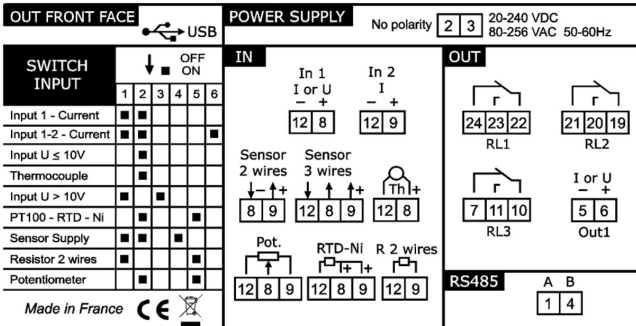 OUT FRONT FACE
USB
SWITCH INPUT
OFF
ON
1 2 3 4 5 6
Input 1 - Current
Input 1-2 - Current
Input U ≤ 10V
Thermocouple
Input U > 10V
PT100 - RTD - Ni
Sensor Supply
Resistor 2 wires
Potentiometer
Made in France CE
POWER SUPPLY
No polarity 2 3 20-240 VDC
80-256 VAC 50-60Hz
IN
In 1 In 2
I or U I
− + − +
12 8 12 9
Sensor Sensor
2 wires 3 wires
− + + Th +
8 9 12 8 9 12 8
Pot. RTD-Ni R 2 wires
+ +
12 8 9 12 8 9 12 9
OUT
r r
24 23 22 21 20 19
RL1 RL2
r I or U
− +
7 11 10 5 6
RL3 Out1
RS485 A B
1 4